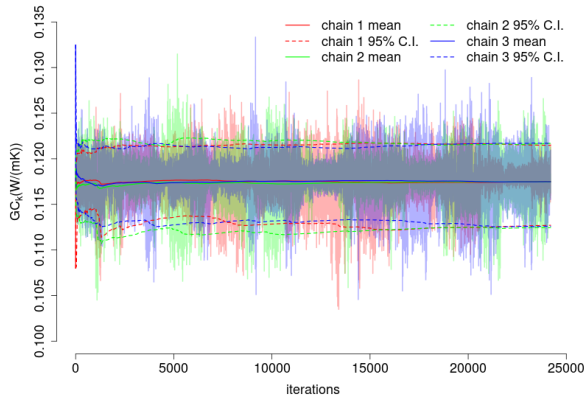 chain 1 mean
chain 1 95% C.I.
chain 2 mean
chain 2 95% C.I.
chain 3 mean
chain 3 95% C.I.
GCk(W/(mK))
0.135
0.130
0.125
0.120
0.115
0.110
0.105
0.100
0 5000 10000 15000 20000 25000
iterations